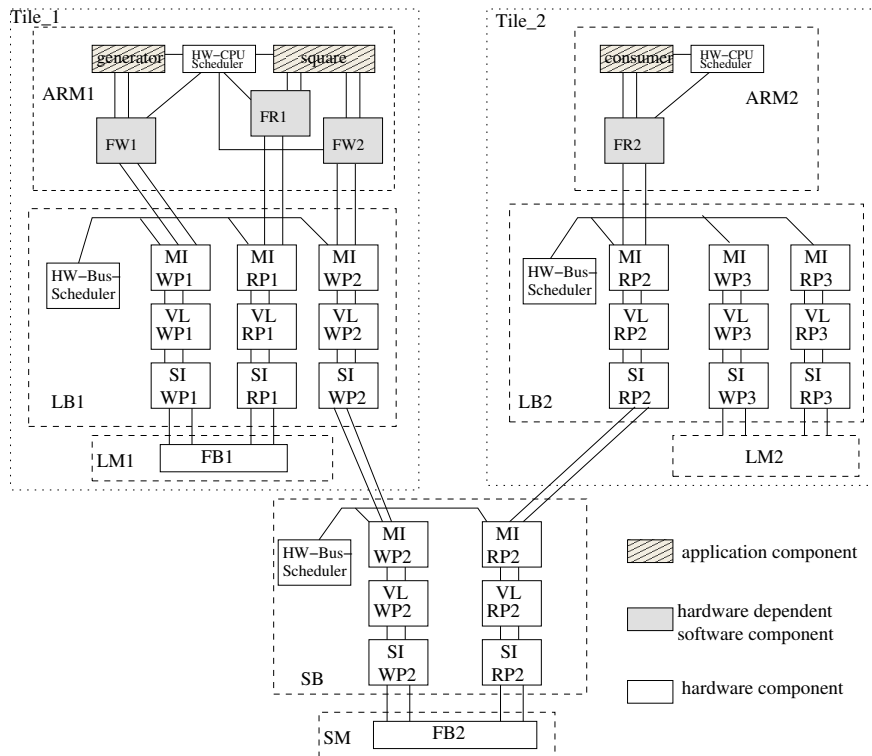 Tile_1
Tile_2
generator
HW-CPU
Scheduler
square
ARM1
FR1
FW1
FW2
consumer
HW-CPU
Scheduler
ARM2
FR2
HW-Bus-
Scheduler
MI
WP1
MI
RP1
MI
WP2
VL
WP1
VL
RP1
VL
WP2
SI
WP1
SI
RP1
SI
WP2
LB1
LM1
FB1
HW-Bus-
Scheduler
MI
RP2
MI
WP3
MI
RP3
VL
RP2
VL
WP3
VL
RP3
SI
RP2
SI
WP3
SI
RP3
LB2
LM2
HW-Bus-
Scheduler
MI
WP2
MI
RP2
VL
WP2
VL
RP2
SI
WP2
SI
RP2
SB
SM
FB2
application component
hardware dependent
software component
hardware component